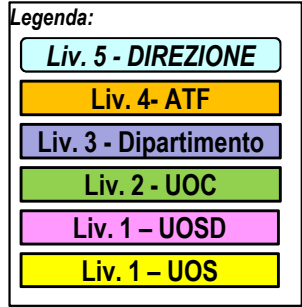 Legenda:
Liv. 5 - DIREZIONE
Liv. 4- ATF
Liv. 3 - Dipartimento
Liv. 2 - UOC
Liv. 1 – UOSD
Liv. 1 – UOS